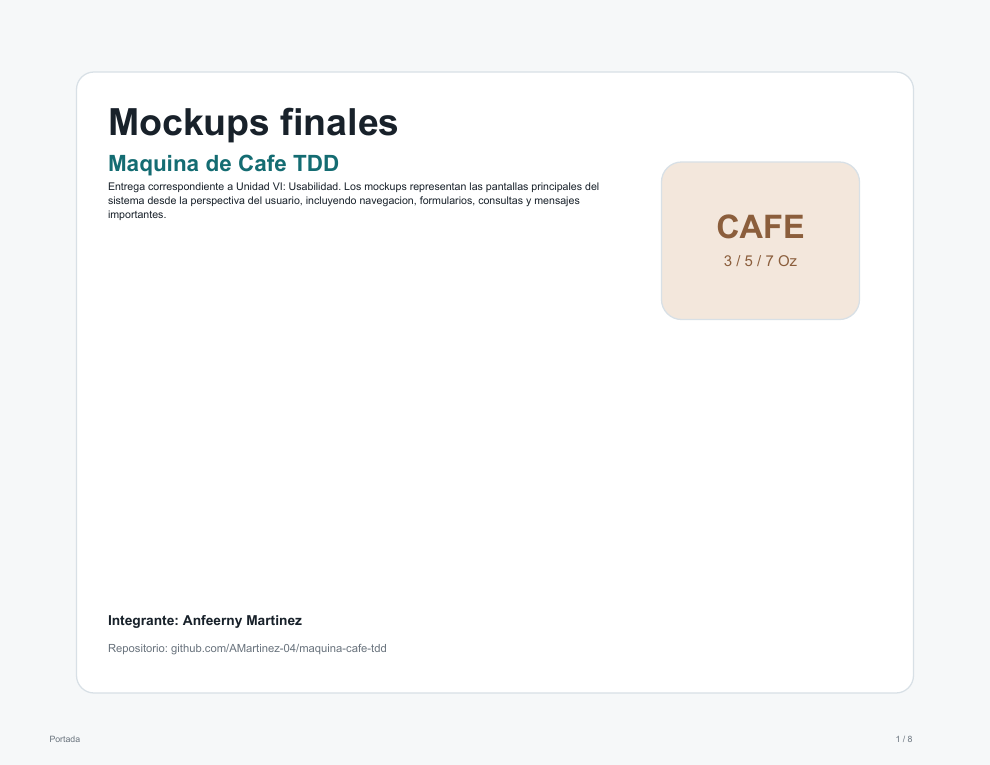 Mockups finales
Maquina de Cafe TDD
Entrega correspondiente a Unidad VI: Usabilidad. Los mockups representan las pantallas principales del
sistema desde la perspectiva del usuario, incluyendo navegacion, formularios, consultas y mensajes
importantes.
CAFE
3 / 5 / 7 Oz
Integrante: Anfeerny Martinez
Repositorio: github.com/AMartinez-04/maquina-cafe-tdd
Portada
1 / 8